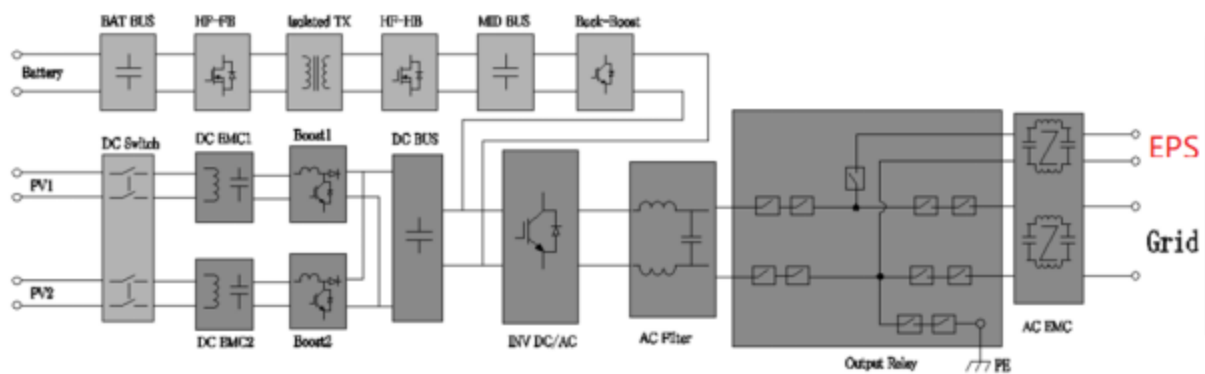 BAT BUS HF-FB Isolated TX HF-HB MID BUS Buck-Boost
Battery
DC Switch DC EMC1 Boost1 DC BUS
EPS
PV1
Grid
PV2
DC EMC2 Boost2 INV DC/AC AC Filter AC EMC
Output Relay PE